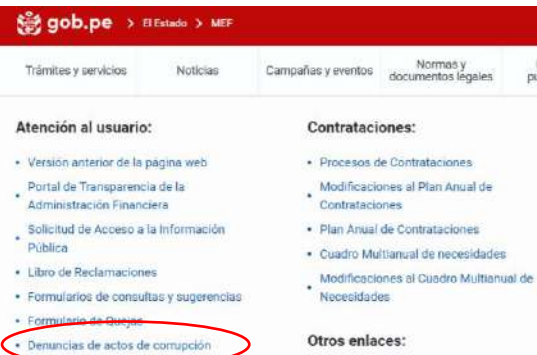 gob.pe > El Estado > MEF
Trámites y servicios
Noticias
Campañas y eventos
Normas y
documentos legales
Atención al usuario:
• Versión anterior de la página web
• Portal de Transparencia de la
Administración Financiera
• Solicitud de Acceso a la Información
Pública
• Libro de Reclamaciones
• Formularios de consultas y sugerencias
• Formulario de Quejas
• Denuncias de actos de corrupción
Contrataciones:
• Procesos de Contrataciones
• Modificaciones al Plan Anual de
Contrataciones
• Plan Anual de Contrataciones
• Cuadro Multianual de necesidades
• Modificaciones al Cuadro Multianual de
Necesidades
Otros enlaces: